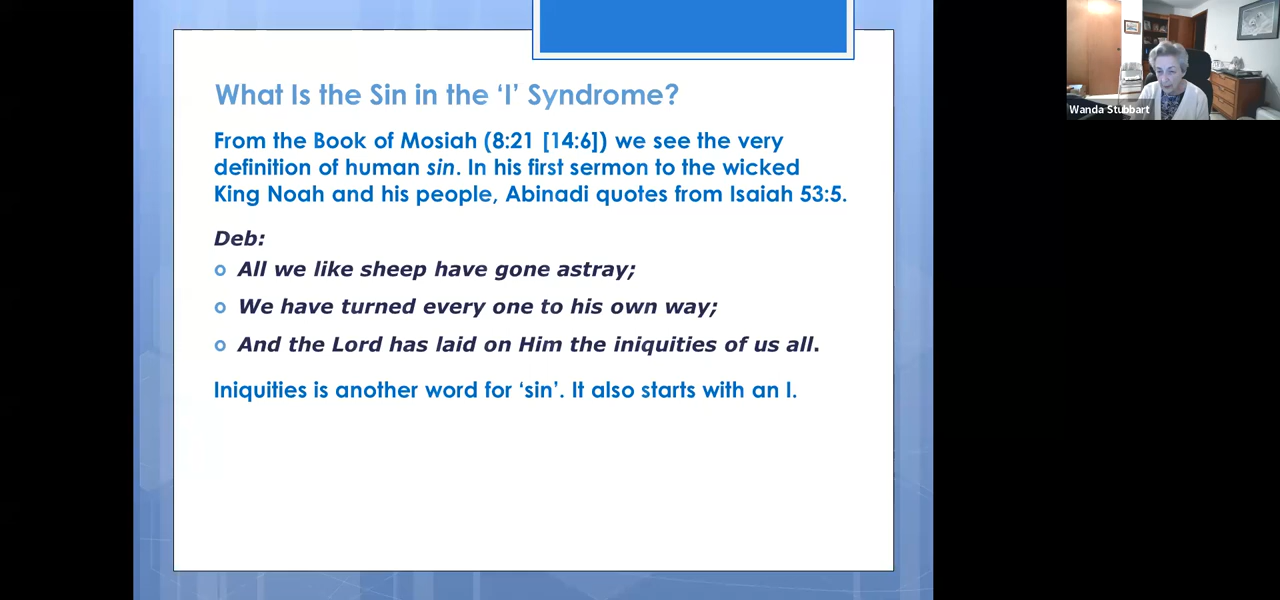 What Is the Sin in the ‘I’ Syndrome?
From the Book of Mosiah (8:21 [14:6]) we see the very
definition of human sin. In his first sermon to the wicked
King Noah and his people, Abinadi quotes from Isaiah 53:5.
Deb:
All we like sheep have gone astray;
We have turned every one to his own way;
And the Lord has laid on Him the iniquities of us all.
Iniquities is another word for ‘sin’. It also starts with an I.
Wanda Stubbart